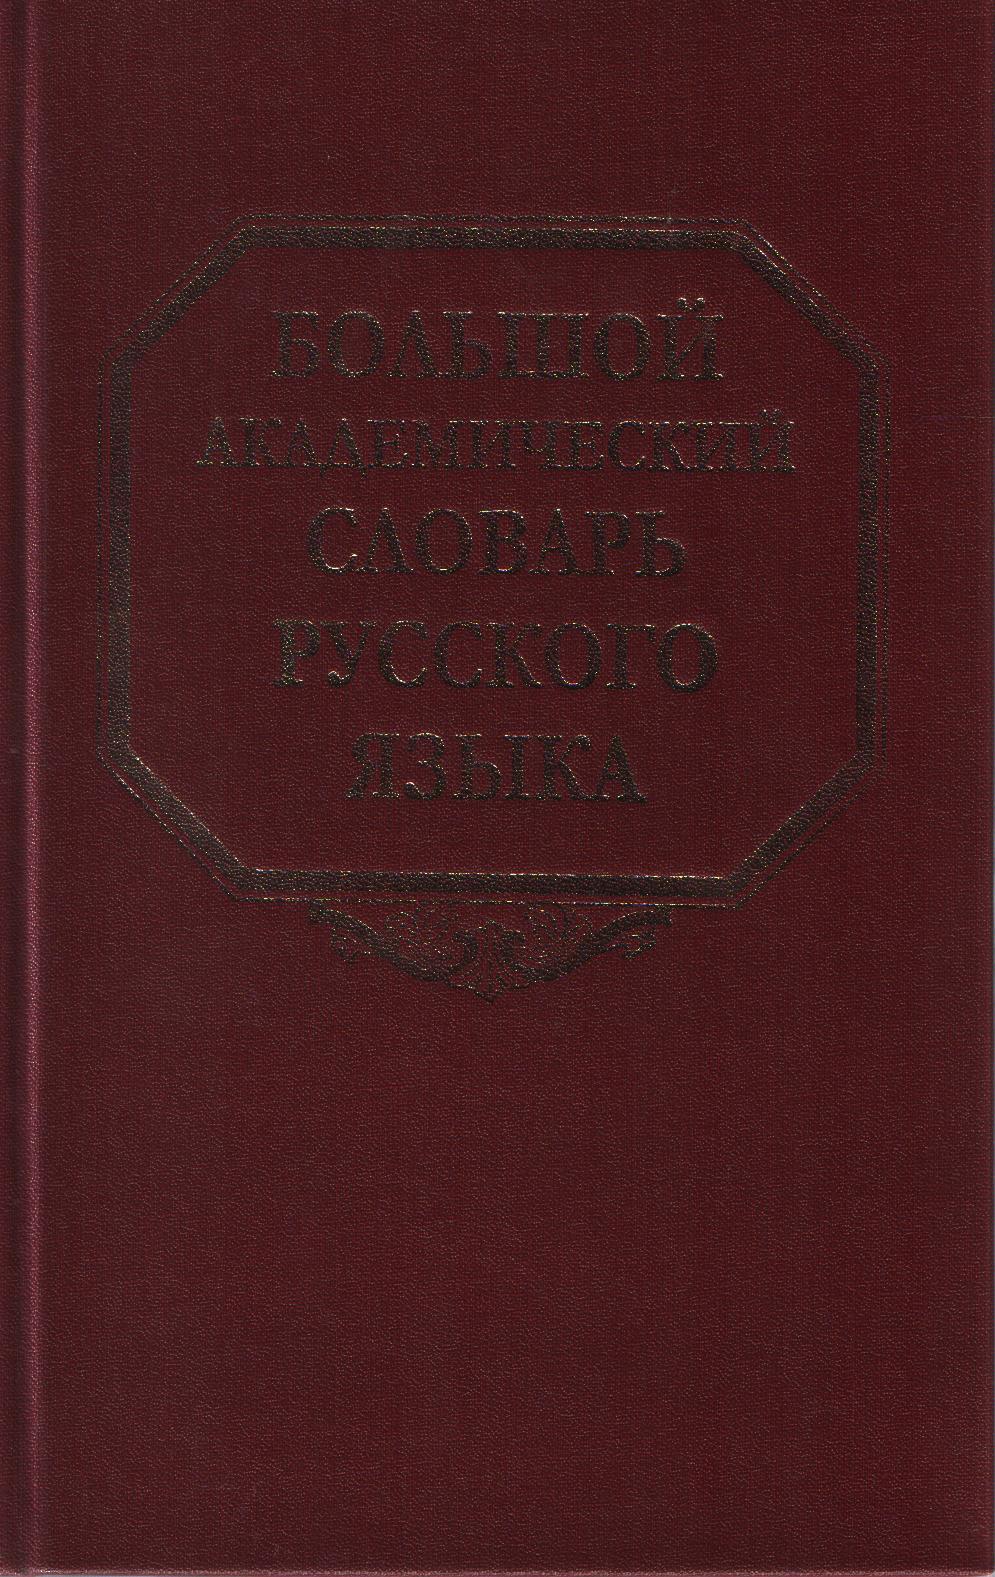 БОЛЬШОЙ
АКАДЕМИЧЕСКИЙ
СЛОВАРЬ
РУССКОГО
ЯЗЫКА